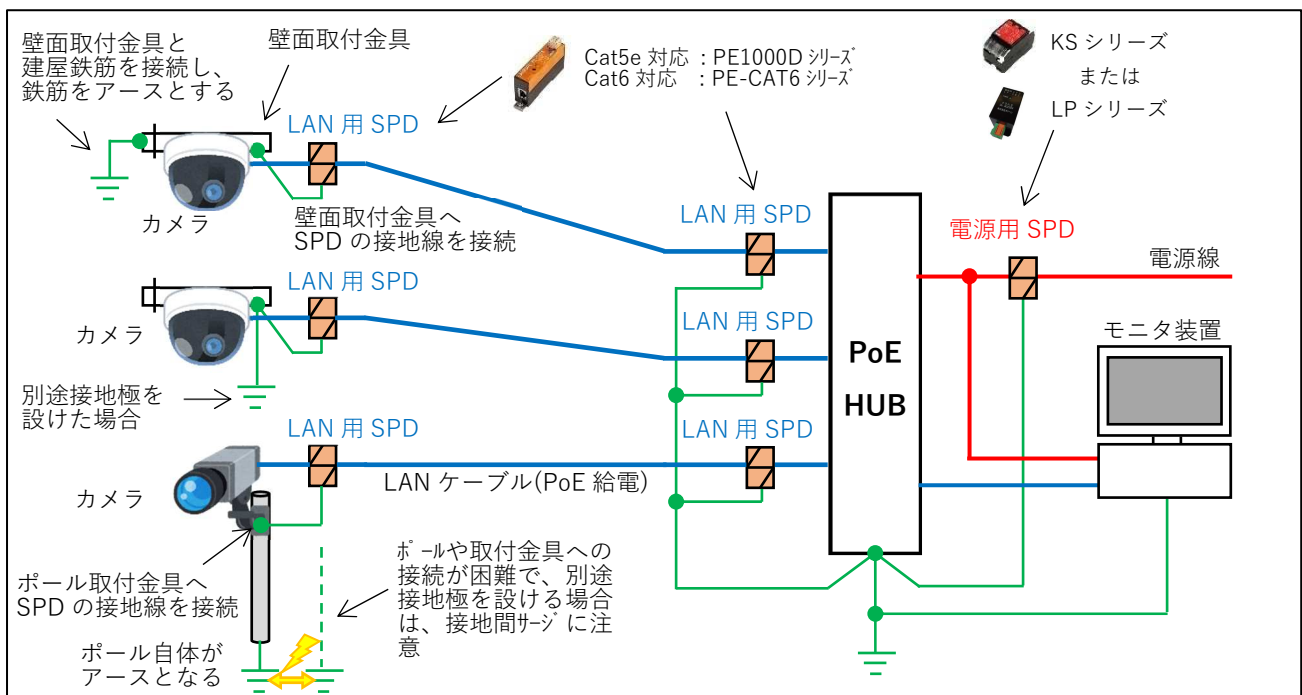 壁面取付金具と
建屋鉄筋を接続し、
鉄筋をアースとする
壁面取付金具
Cat5e 対応 : PE1000D ｼﾘｰｽﾞ
Cat6 対応 : PE-CAT6 ｼﾘｰｽﾞ
KS シリーズ
または
LP シリーズ
LAN 用 SPD
カメラ
壁面取付金具へ
SPD の接地線を接続
LAN 用 SPD
電源用 SPD
電源線
LAN 用 SPD
カメラ
LAN 用 SPD
モニタ装置
PoE
HUB
別途接地極を
設けた場合
LAN 用 SPD
LAN 用 SPD
カメラ
LAN ケーブル(PoE 給電)
ﾎﾟｰﾙや取付金具への
接続が困難で、別途
接地極を設ける場合
は、接地間ｻｰｼﾞに注
意
ポール取付金具へ
SPD の接地線を接続
ポール自体が
アースとなる